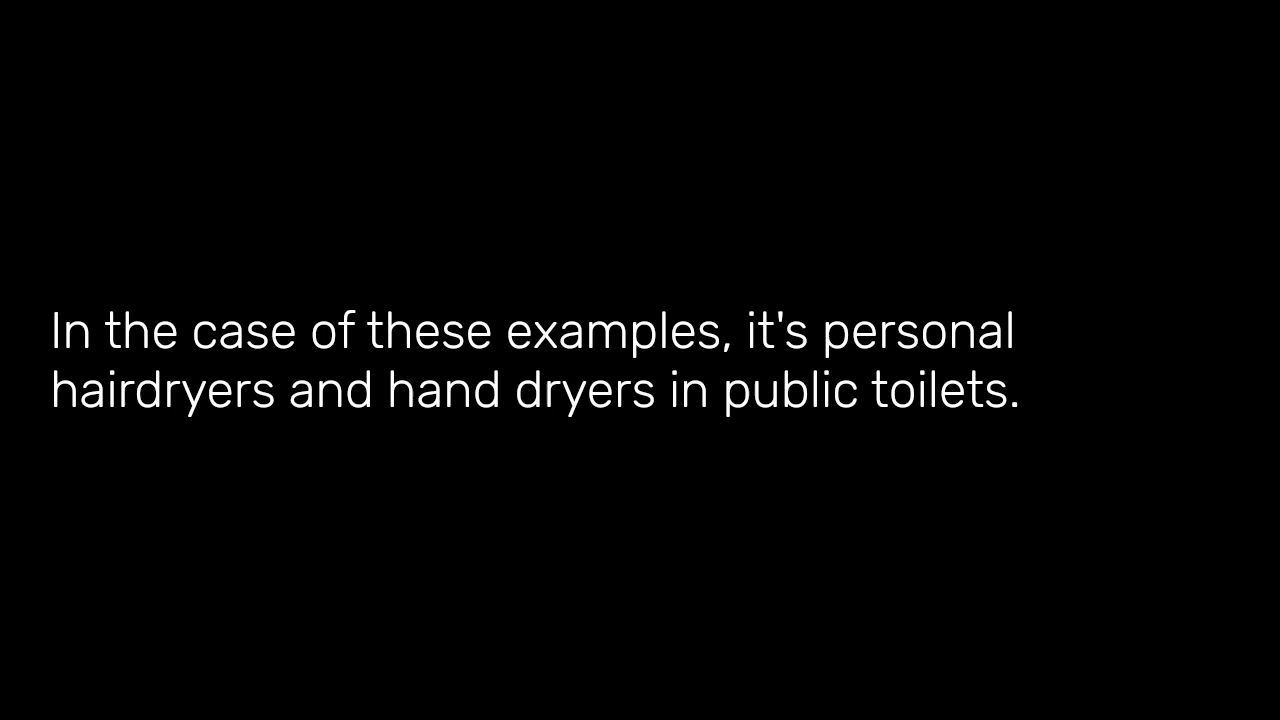 In the case of these examples, it's personal
hairdryers and hand dryers in public toilets.